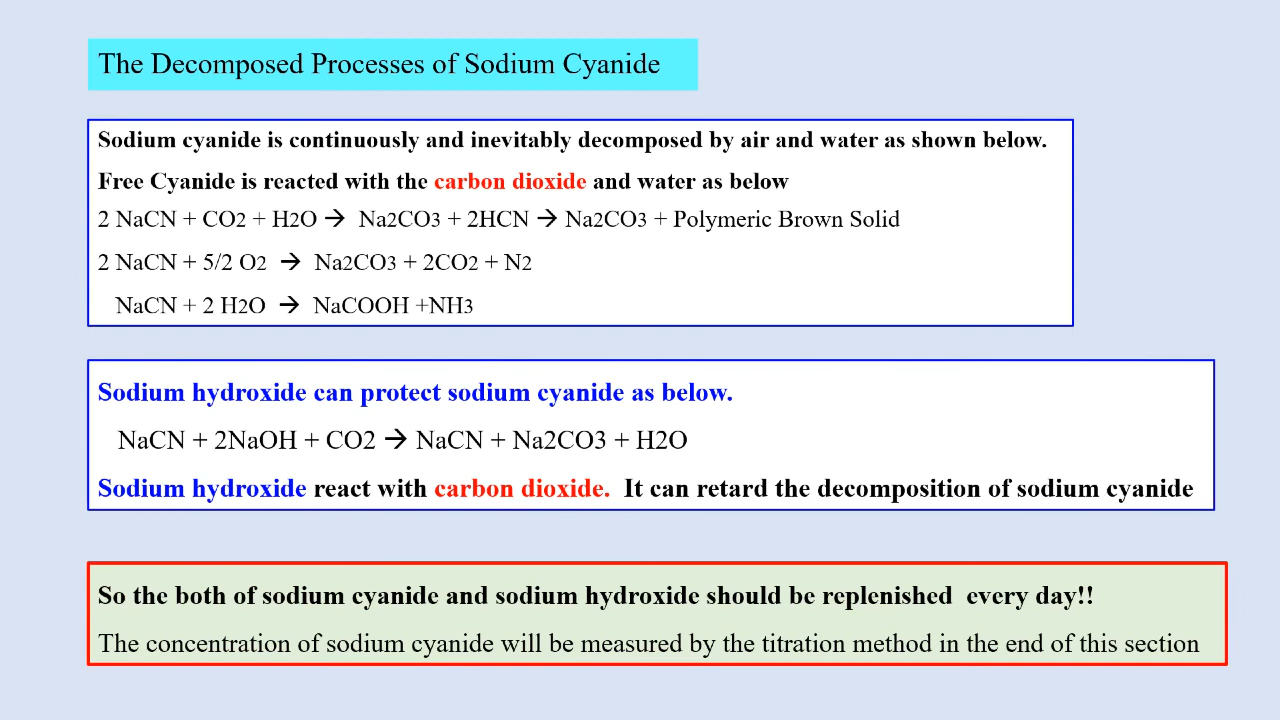 The Decomposed Processes of Sodium Cyanide
Sodium cyanide is continuously and inevitably decomposed by air and water as shown below.
Free Cyanide is reacted with the carbon dioxide and water as below
2 NaCN + CO2 + H2O → Na2CO3 + 2HCN → Na2CO3 + Polymeric Brown Solid
2 NaCN + 5/2 O2 → Na2CO3 + 2CO2 + N2
NaCN + 2 H2O → NaCOOH +NH3
Sodium hydroxide can protect sodium cyanide as below.
NaCN + 2NaOH + CO2 → NaCN + Na2CO3 + H2O
Sodium hydroxide react with carbon dioxide. It can retard the decomposition of sodium cyanide
So the both of sodium cyanide and sodium hydroxide should be replenished every day!!
The concentration of sodium cyanide will be measured by the titration method in the end of this section